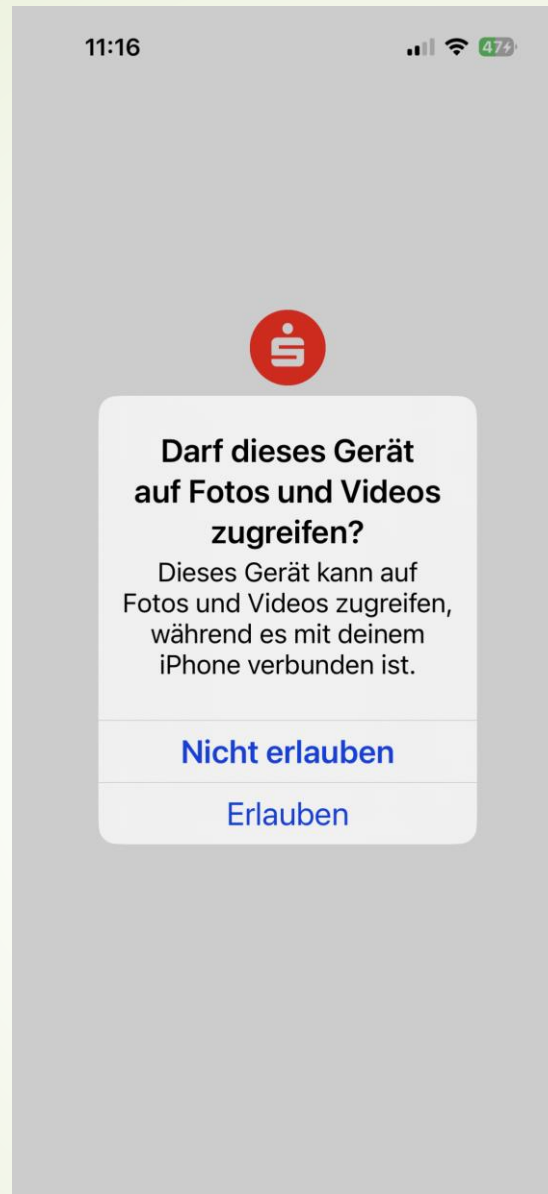 11:16
47
Darf dieses Gerät
auf Fotos und Videos
zugreifen?
Dieses Gerät kann auf
Fotos und Videos zugreifen,
während es mit deinem
iPhone verbunden ist.
Nicht erlauben
Erlauben